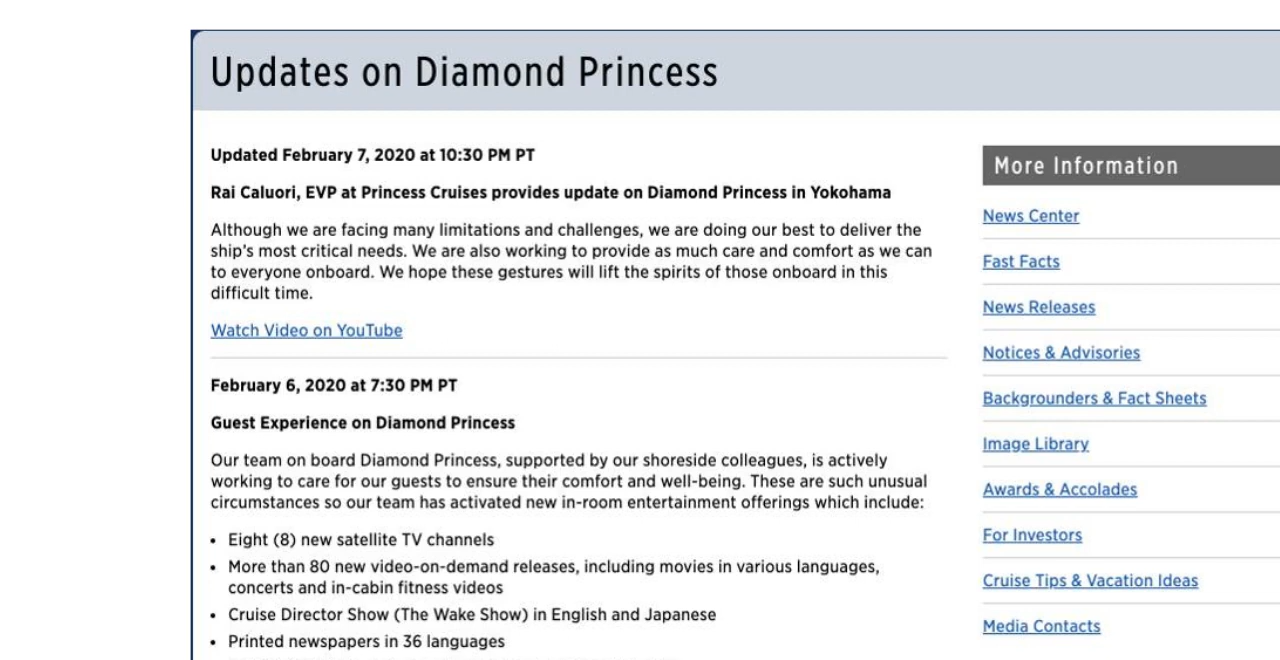 Updates on Diamond Princess
Updated February 7, 2020 at 10:30 PM PT
Rai Caluori, EVP at Princess Cruises provides update on Diamond Princess in Yokohama
Although we are facing many limitations and challenges, we are doing our best to deliver the
ship's most critical needs. We are also working to provide as much care and comfort as we can
to everyone onboard. We hope these gestures will lift the spirits of those onboard in this
difficult time.
Watch Video on YouTube
February 6, 2020 at 7:30 PM PT
Guest Experience on Diamond Princess
Our team on board Diamond Princess, supported by our shoreside colleagues, is actively
working to care for our guests to ensure their comfort and well-being. These are such unusual
circumstances so our team has activated new in-room entertainment offerings which include:
• Eight (8) new satellite TV channels
• More than 80 new video-on-demand releases, including movies in various languages,
concerts and in-cabin fitness videos
• Cruise Director Show (The Wake Show) in English and Japanese
• Printed newspapers in 36 languages
More Information
News Center
Fast Facts
News Releases
Notices & Advisories
Backgrounders & Fact Sheets
Image Library
Awards & Accolades
For Investors
Cruise Tips & Vacation Ideas
Media Contacts